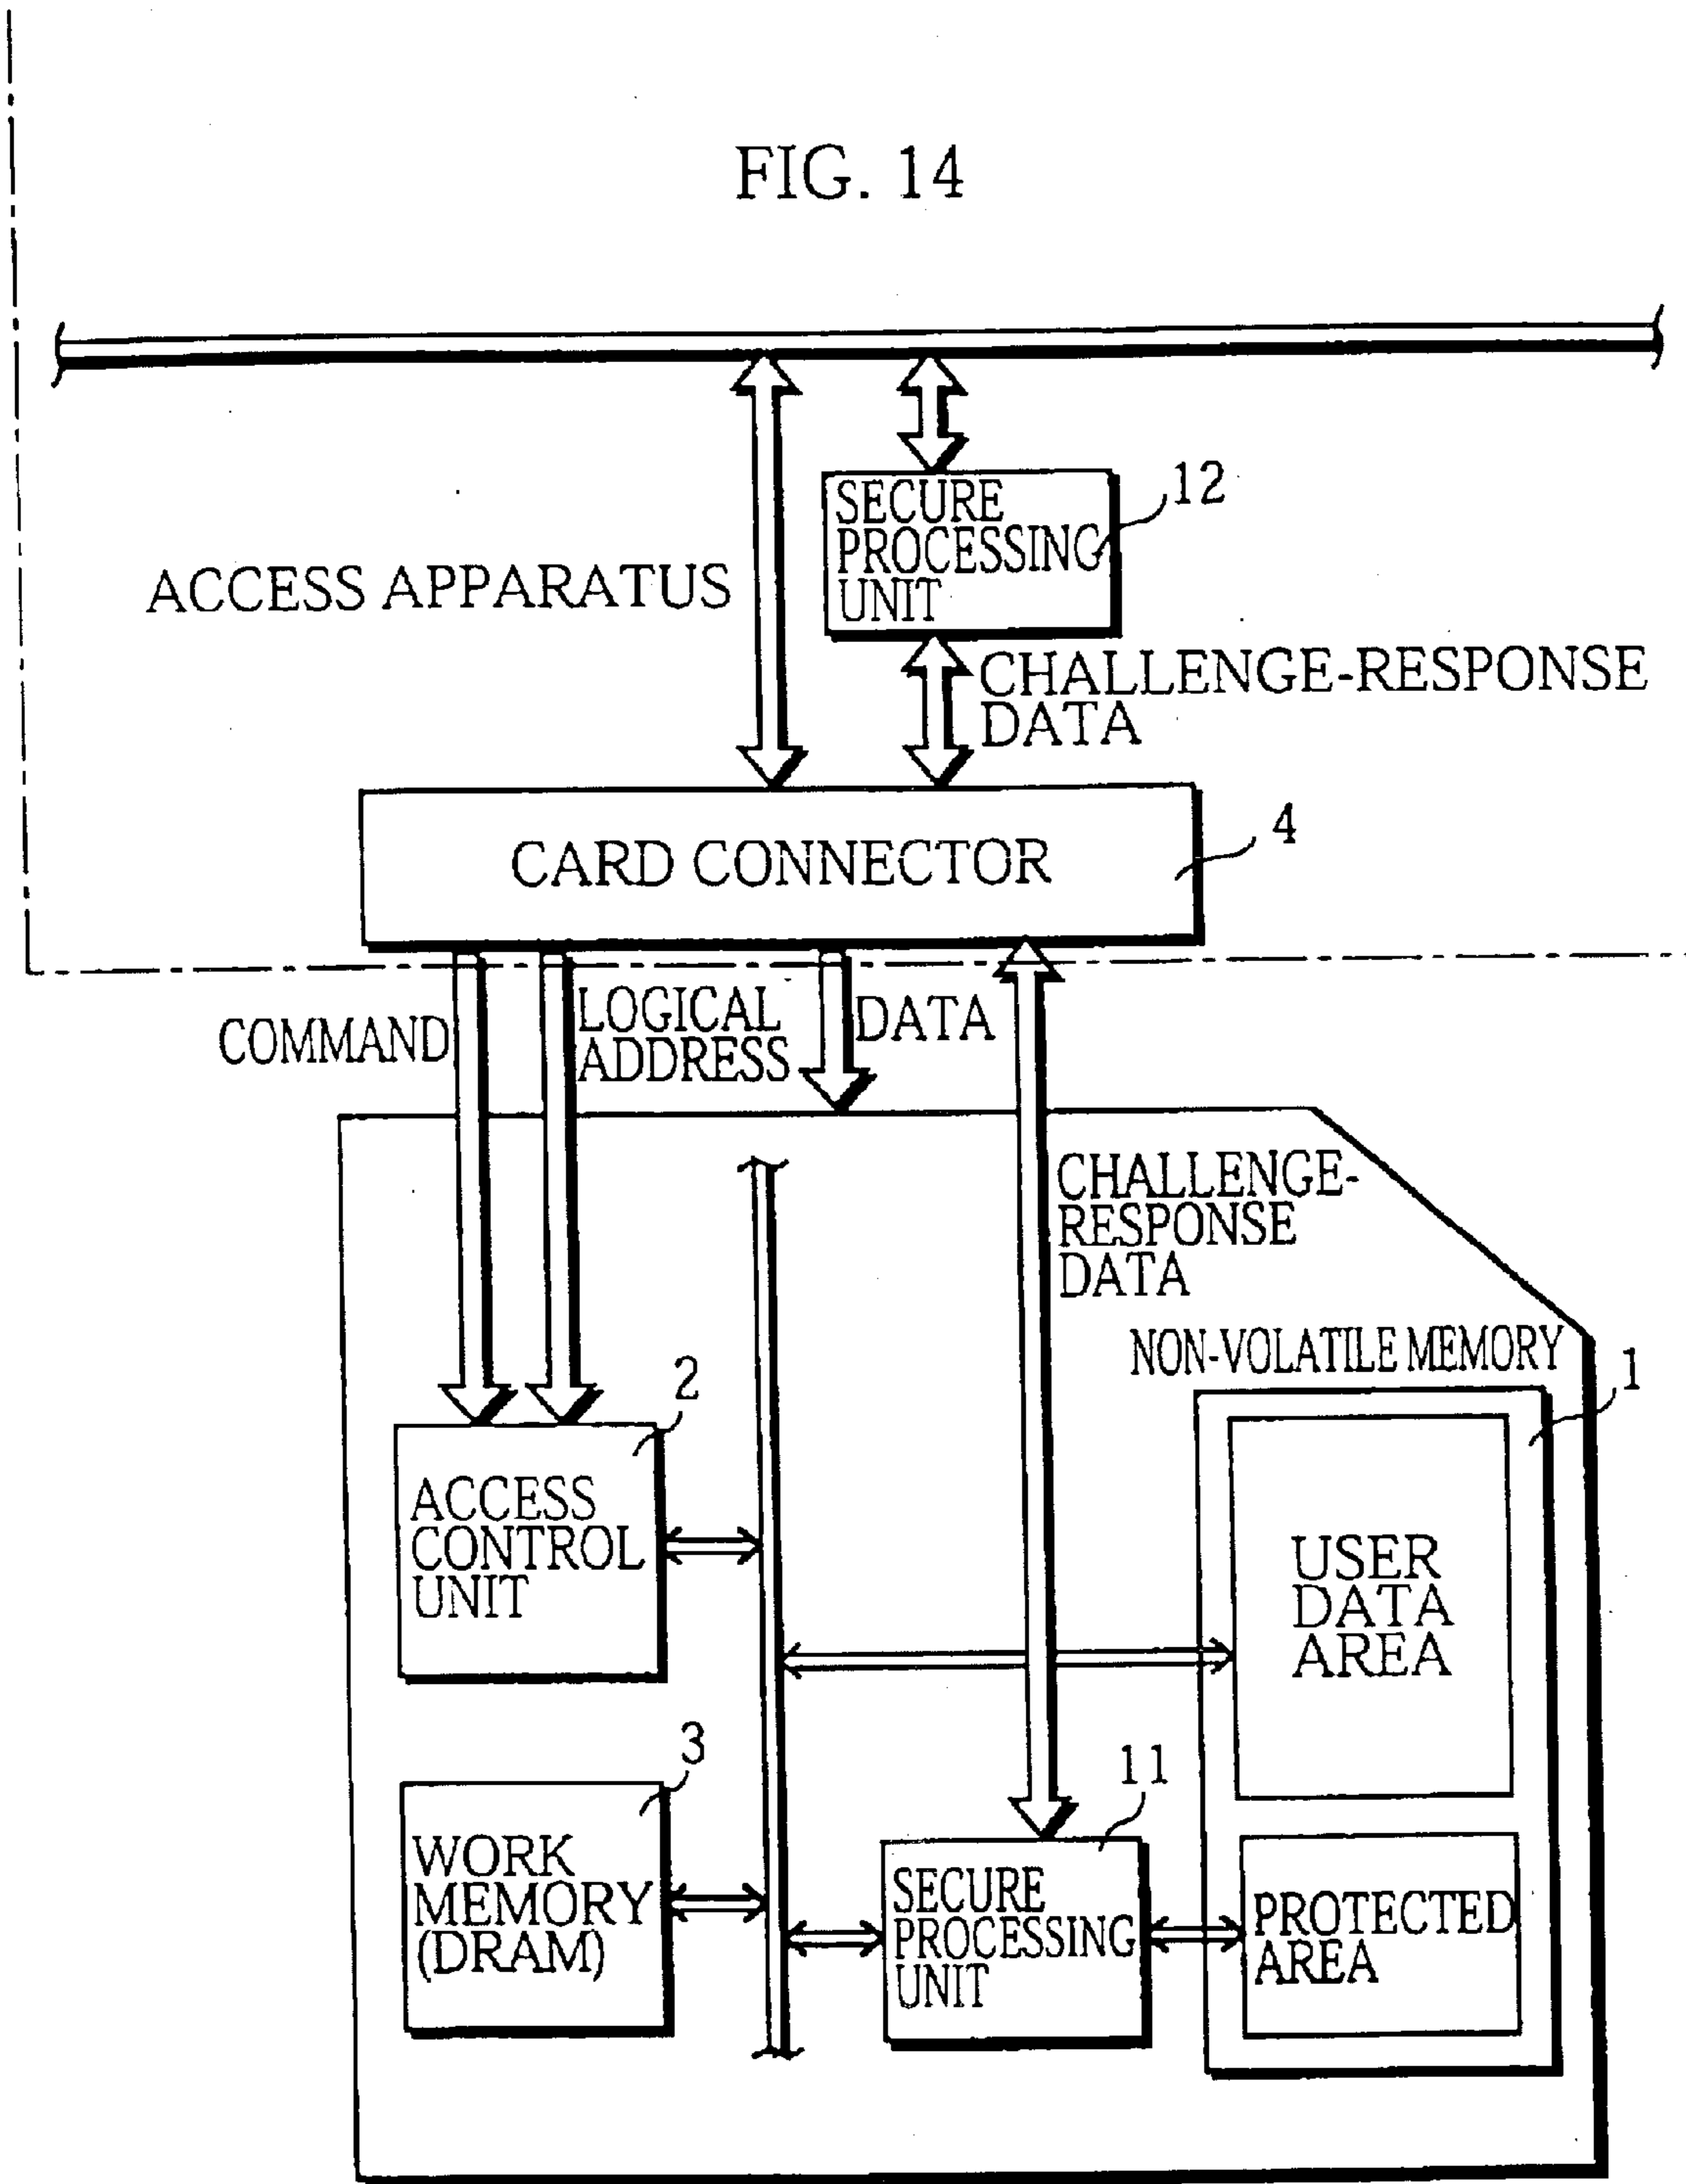 FIG. 14
SECURE
PROCESSING
UNIT
12
ACCESS APPARATUS
CHALLENGE-RESPONSE
DATA
CARD CONNECTOR
4
COMMAND
LOGICAL
ADDRESS
DATA
CHALLENGE-
RESPONSE
DATA
NON-VOLATILE MEMORY
1
2
ACCESS
CONTROL
UNIT
USER
DATA
AREA
3
WORK
MEMORY
(DRAM)
11
SECURE
PROCESSING
UNIT
PROTECTED
AREA